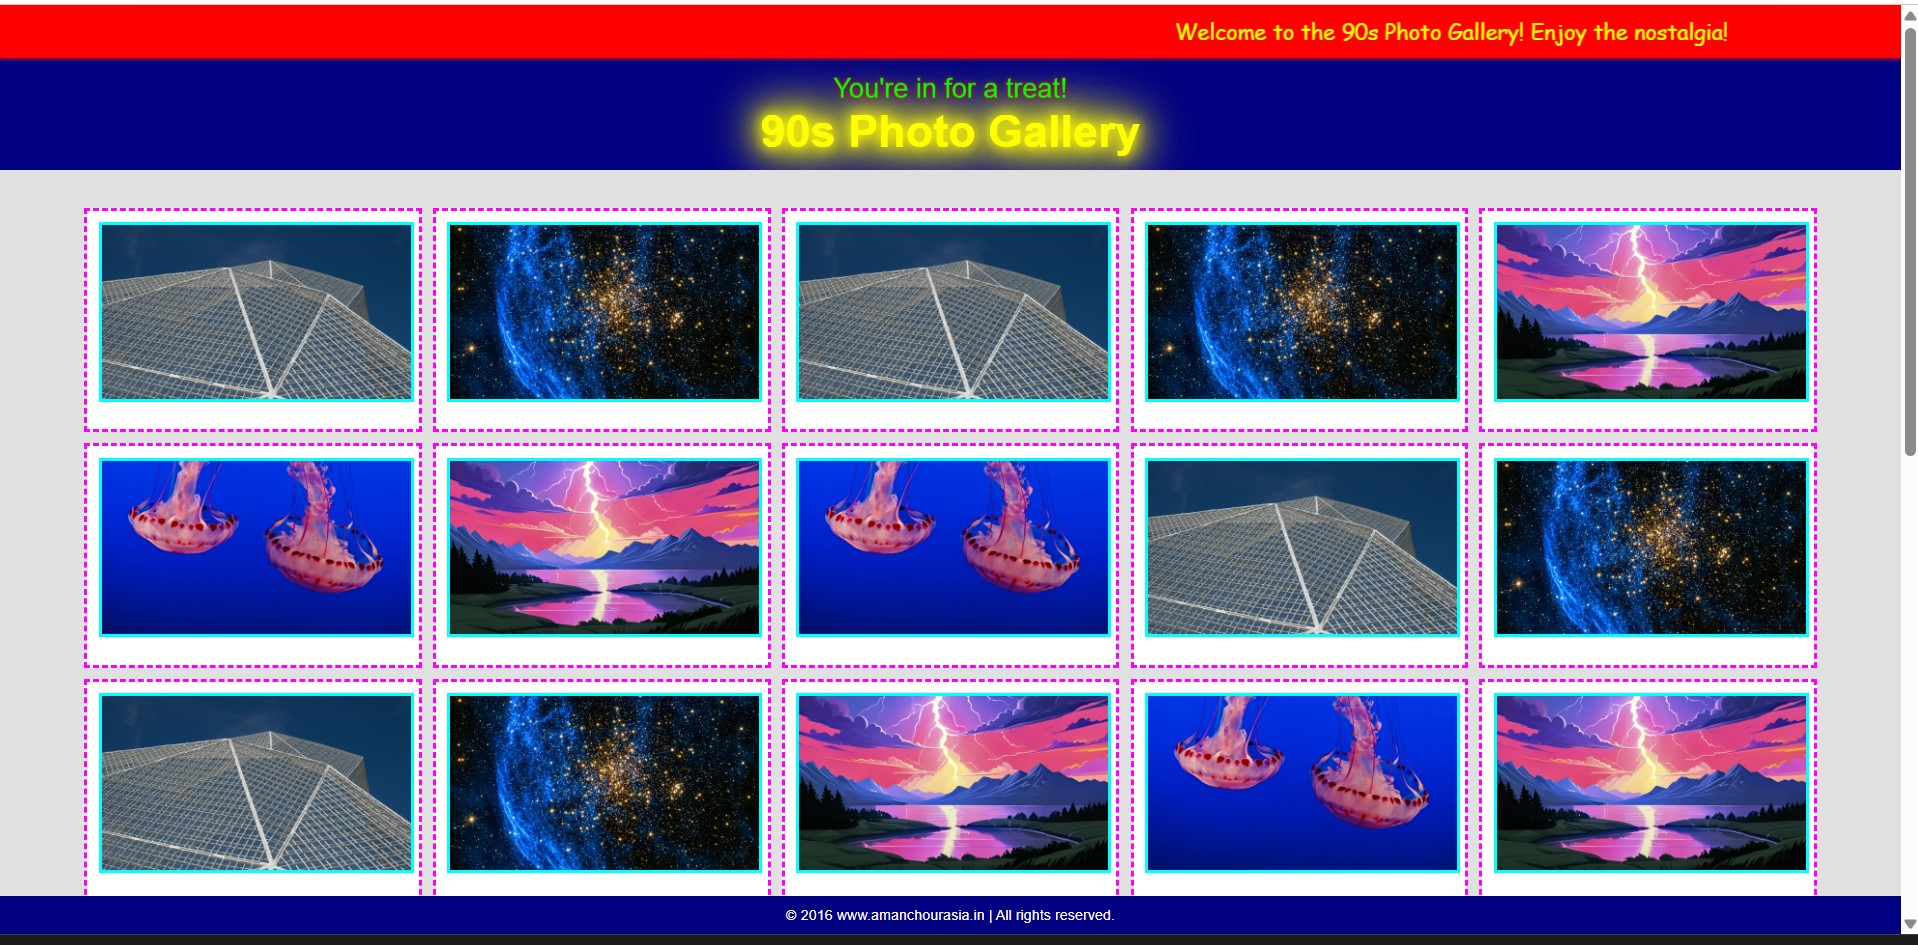 Welcome to the 90s Photo Gallery! Enjoy the nostalgia!
You're in for a treat!
90s Photo Gallery
© 2016 www.amanchourasia.in | All rights reserved.